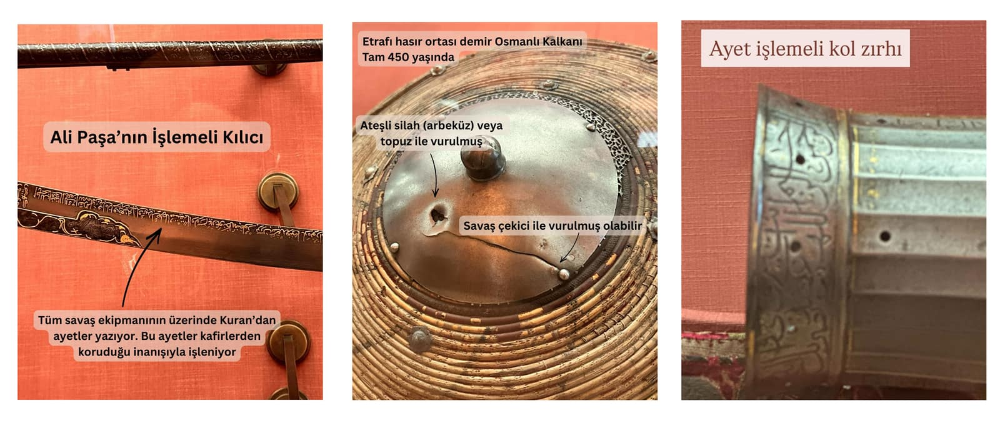 Ali Paşa’nın İşlemeli Kılıcı
Tüm savaş ekipmanının üzerinde Kuran’dan
ayetler yazıyor. Bu ayetler kafirlerden
koruduğu inanışıyla işleniyor
Etrafı hasır ortası demir Osmanlı Kalkanı
Tam 450 yaşında
Ateşli silah (arbeküz) veya
topuz ile vurulmuş
Savaş çekici ile vurulmuş olabilir
Ayet işlemeli kol zırhı